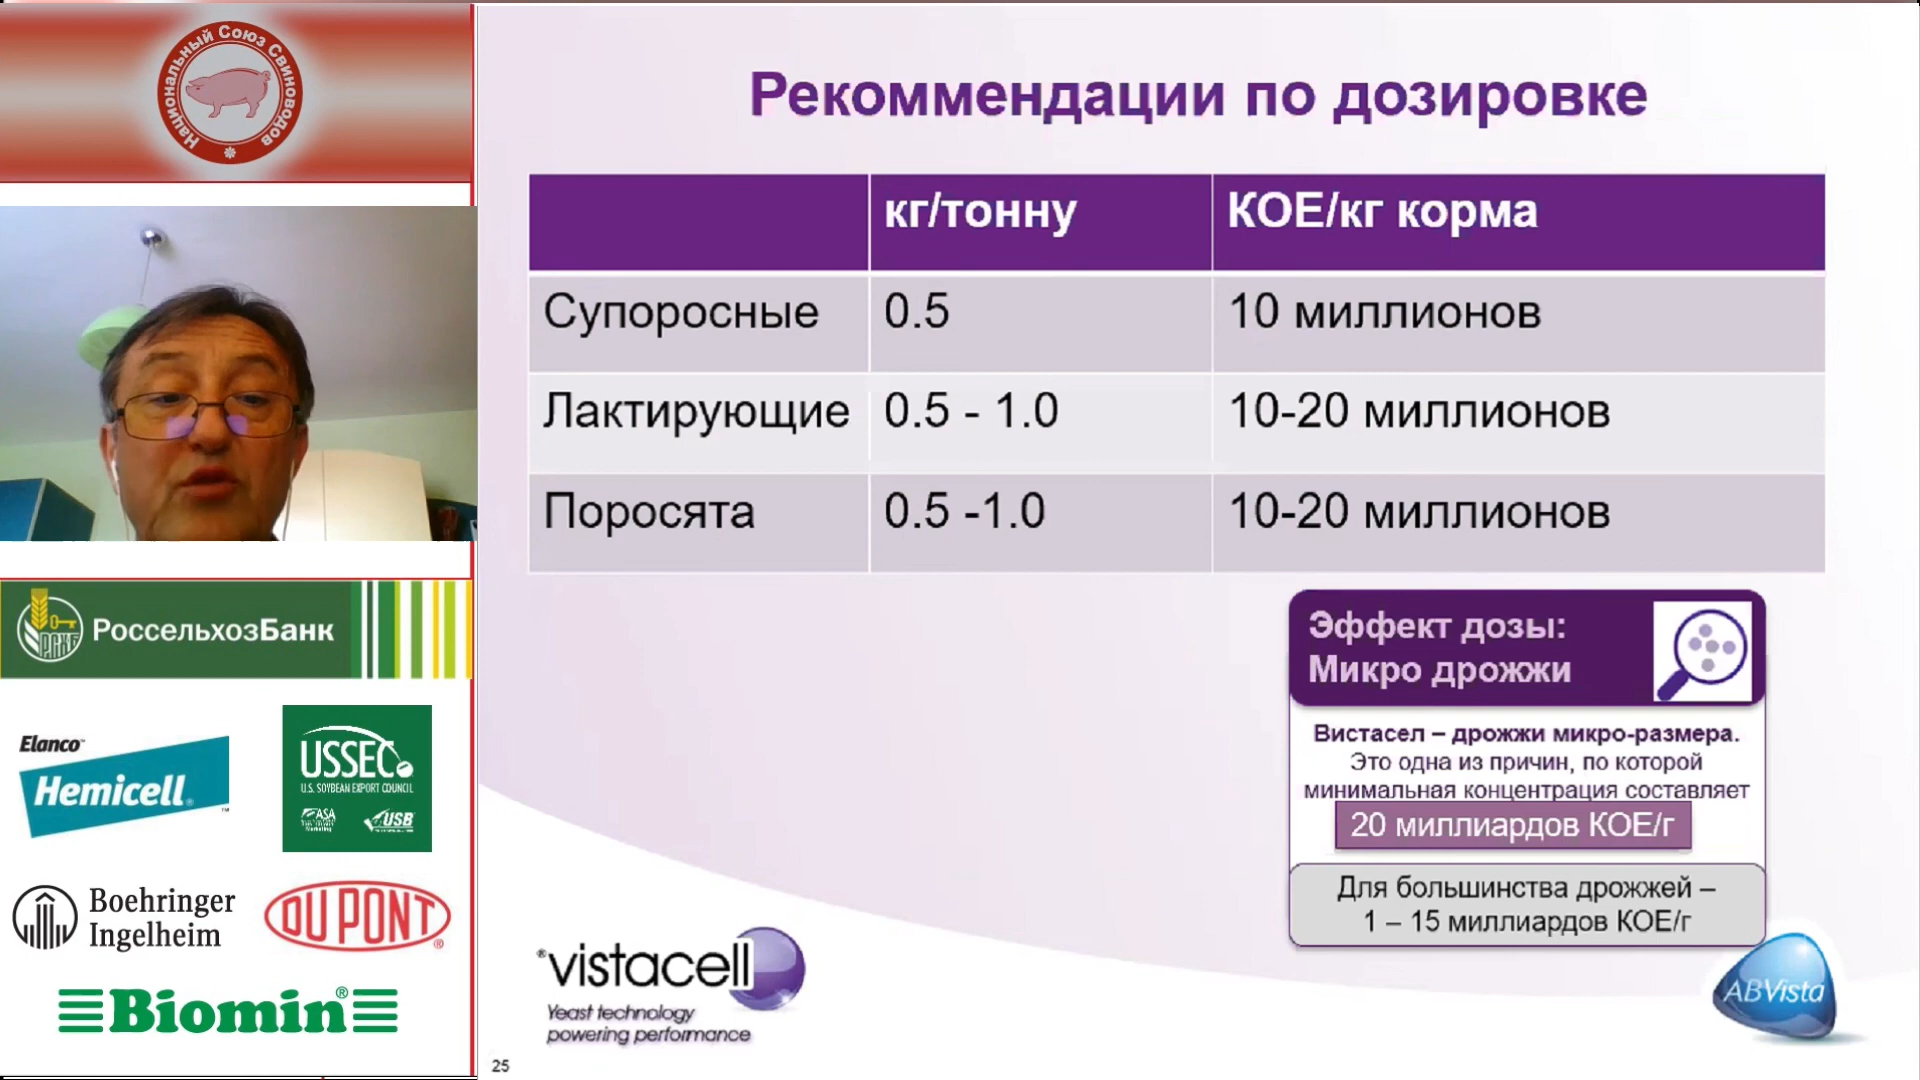 Национальный Союз Свиноводов
РоссельхозБанк
Elanco™
Hemicell®
USSEC
U.S. SOYBEAN EXPORT COUNCIL
ASA
USB
Boehringer
Ingelheim
DUPONT®
Biomin®
Рекоммендации по дозировке
кг/тонну КОЕ/кг корма
Супоросные 0.5 10 миллионов
Лактирующие 0.5 - 1.0 10-20 миллионов
Поросята 0.5 -1.0 10-20 миллионов
Эффект дозы:
Микро дрожжи
Вистасел – дрожжи микро-размера.
Это одна из причин, по которой
минимальная концентрация составляет
20 миллиардов КОЕ/г
Для большинства дрожжей –
1 – 15 миллиардов КОЕ/г
®vistacell
Yeast technology
powering performance
ABVista
25